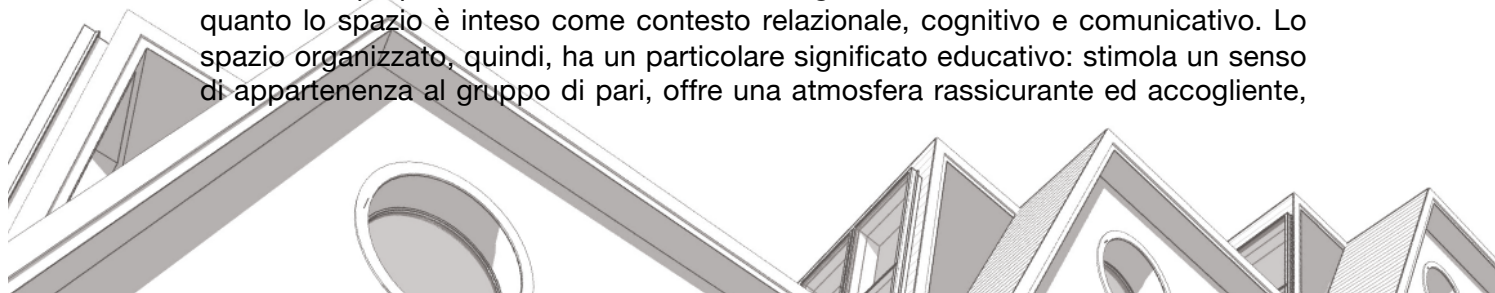 quanto lo spazio è inteso come contesto relazionale, cognitivo e comunicativo. Lo
spazio organizzato, quindi, ha un particolare significato educativo: stimola un senso
di appartenenza al gruppo di pari, offre una atmosfera rassicurante ed accogliente,